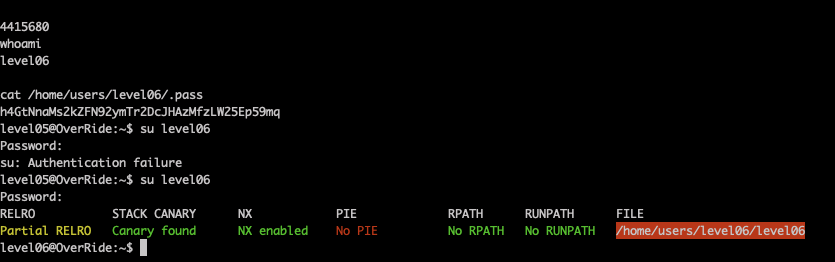 4415680
whoami
level06
cat /home/users/level06/.pass
h4GtNnaMs2kZFN92ymTr2DcJHAzMfzLW25Ep59mq
level05@OverRide:~$ su level06
Password:
su: Authentication failure
level05@OverRide:~$ su level06
Password:
RELRO STACK CANARY NX PIE RPATH RUNPATH FILE
Partial RELRO Canary found NX enabled No PIE No RPATH No RUNPATH /home/users/level06/level06
level06@OverRide:~$